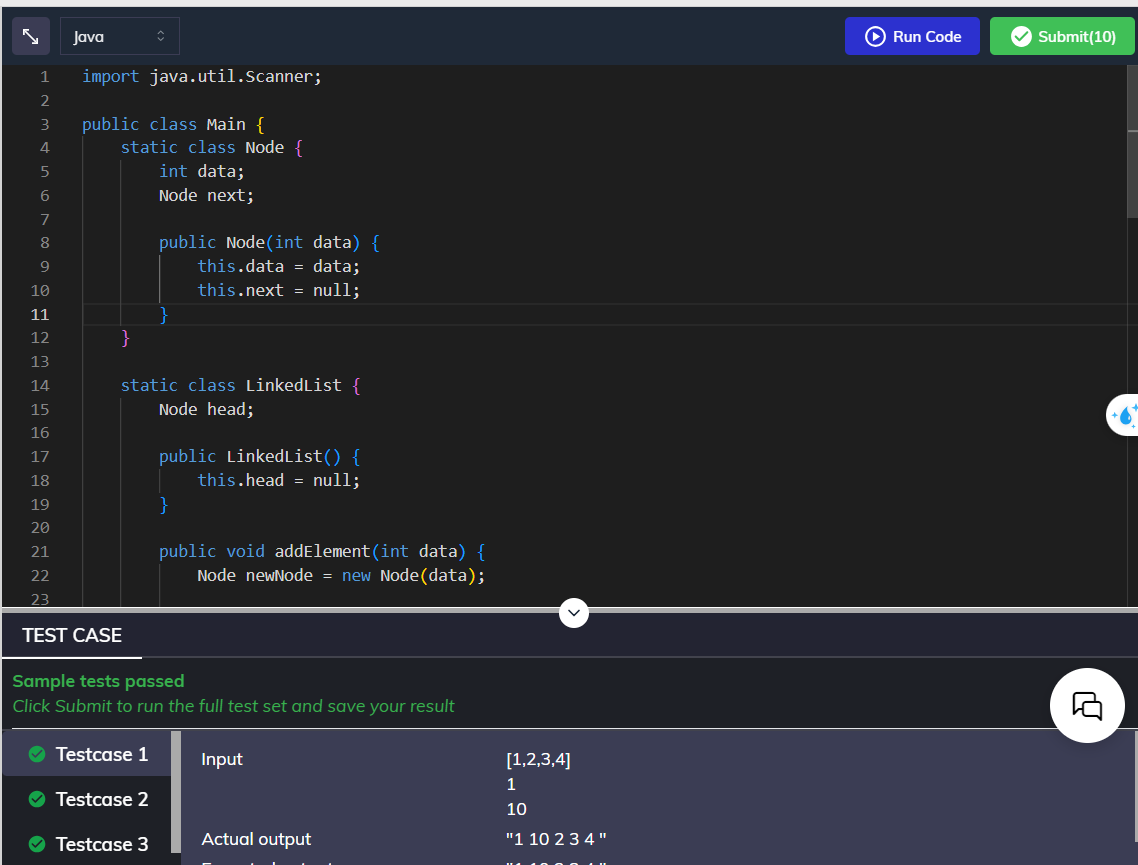 Java
Run Code
Submit(10)
1 import java.util.Scanner;
2
3 public class Main {
4 static class Node {
5 int data;
6 Node next;
7
8 public Node(int data) {
9 this.data = data;
10 this.next = null;
11 }
12 }
13
14 static class LinkedList {
15 Node head;
16
17 public LinkedList() {
18 this.head = null;
19 }
20
21 public void addElement(int data) {
22 Node newNode = new Node(data);
23
TEST CASE
Sample tests passed
Click Submit to run the full test set and save your result
Testcase 1
Testcase 2
Testcase 3
Input [1,2,3,4]
1
10
Actual output "1 10 2 3 4 "